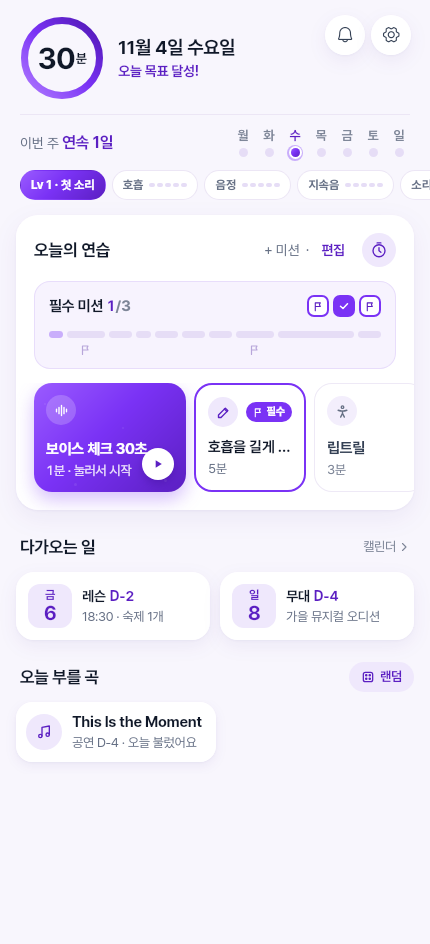 30분
11월 4일 수요일
오늘 목표 달성!
이번 주 연속 1일
월 화 수 목 금 토 일
Lv 1 · 첫 소리
호흡
음정
지속음
소리
오늘의 연습
+ 미션 · 편집
필수 미션 1/3
보이스 체크 30초
1분 · 눌러서 시작
필수
호흡을 길게 ...
5분
립트릴
3분
다가오는 일
캘린더
금
6
레슨 D-2
18:30 · 숙제 1개
일
8
무대 D-4
가을 뮤지컬 오디션
오늘 부를 곡
랜덤
This Is the Moment
공연 D-4 · 오늘 불렀어요